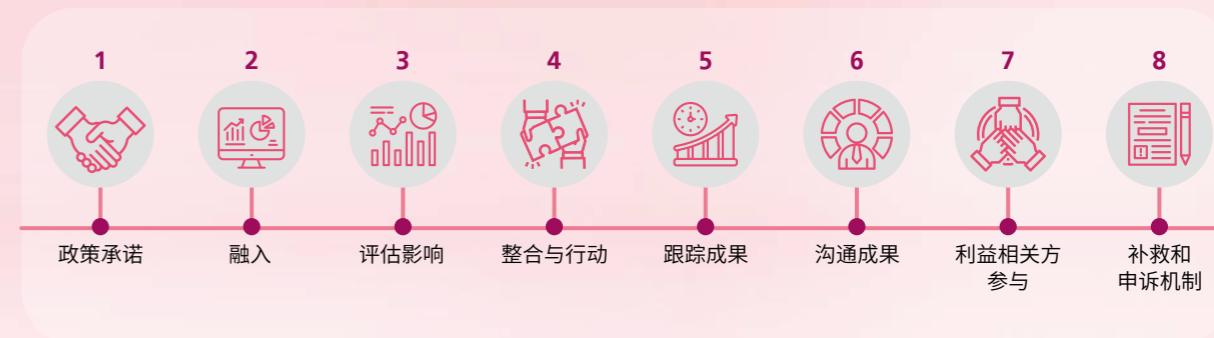 1
2
3
4
5
6
7
8
政策承诺
融入
评估影响
整合与行动
跟踪成果
沟通成果
利益相关方
参与
补救和
申诉机制